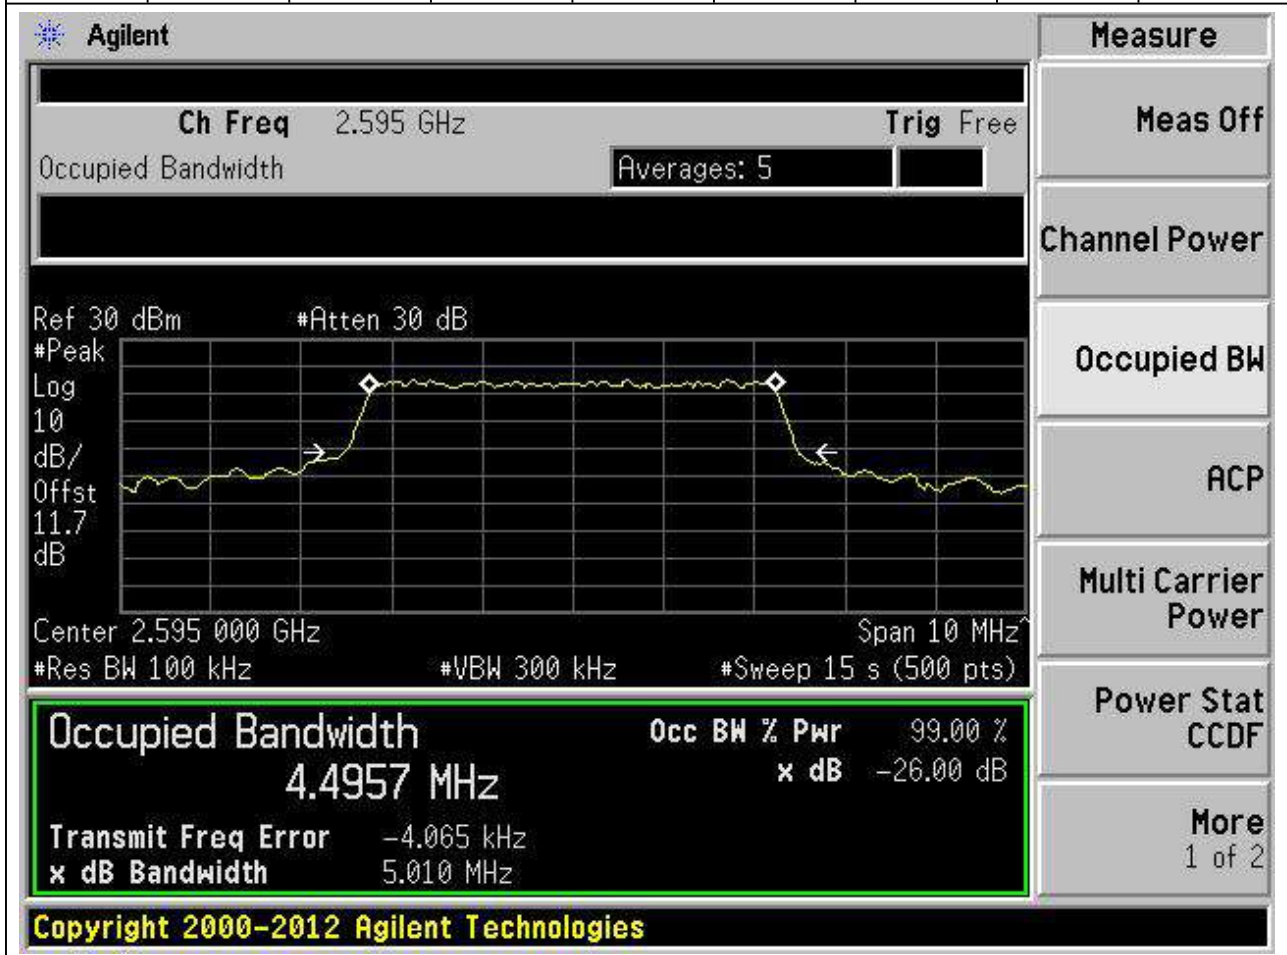 Agilent
Measure
Ch Freq 2.595 GHz Trig Free
Occupied Bandwidth Averages: 5
Meas Off
Channel Power
Occupied BW
ACP
Multi Carrier
Power
Power Stat
CCDF
More
1 of 2
Ref 30 dBm #Atten 30 dB
#Peak
Log
10
dB/
Offst
11.7
dB
Center 2.595 000 GHz Span 10 MHz^
#Res BW 100 kHz #VBW 300 kHz #Sweep 15 s (500 pts)
Occupied Bandwidth Occ BW % Pwr 99.00 %
4.4957 MHz x dB -26.00 dB
Transmit Freq Error -4.065 kHz
x dB Bandwidth 5.010 MHz
Copyright 2000-2012 Agilent Technologies